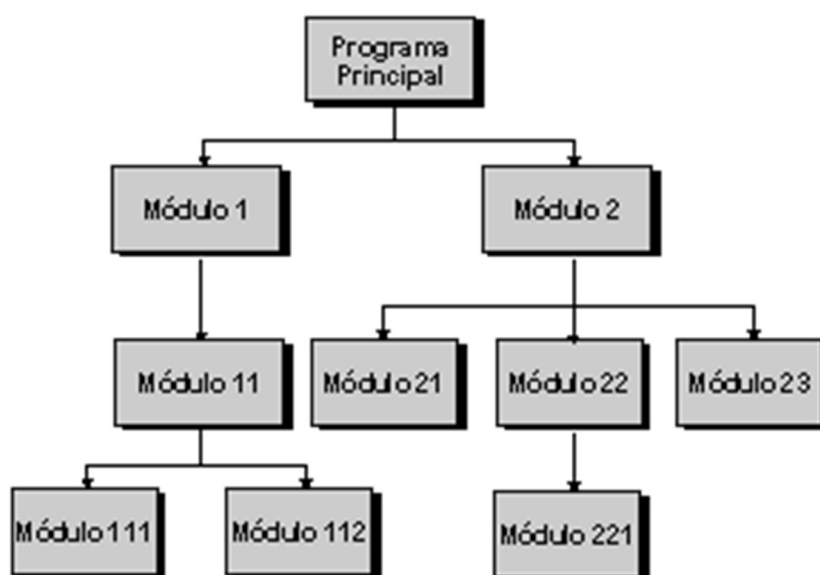 Programa
Principal
Módulo 1
Módulo 2
Módulo 11
Módulo 21
Módulo 22
Módulo 23
Módulo 111
Módulo 112
Módulo 221